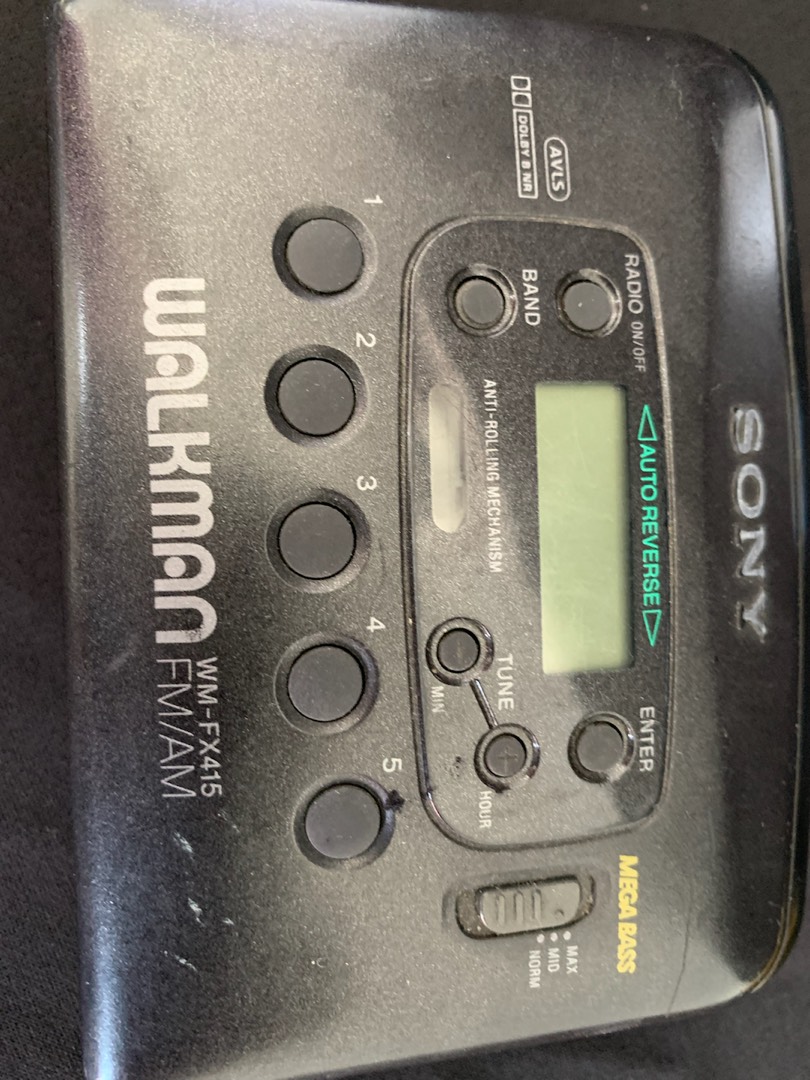 SONY
◁AUTO REVERSE▷
RADIO ON/OFF
ENTER
MEGA BASS
MAX
MID
NORM
AVLS
DOLBY B NR
BAND
ANTI-ROLLING MECHANISM
TUNE
MIN
+
HOUR
1
2
3
4
5
WALKMAN
WM-FX415
FM/AM